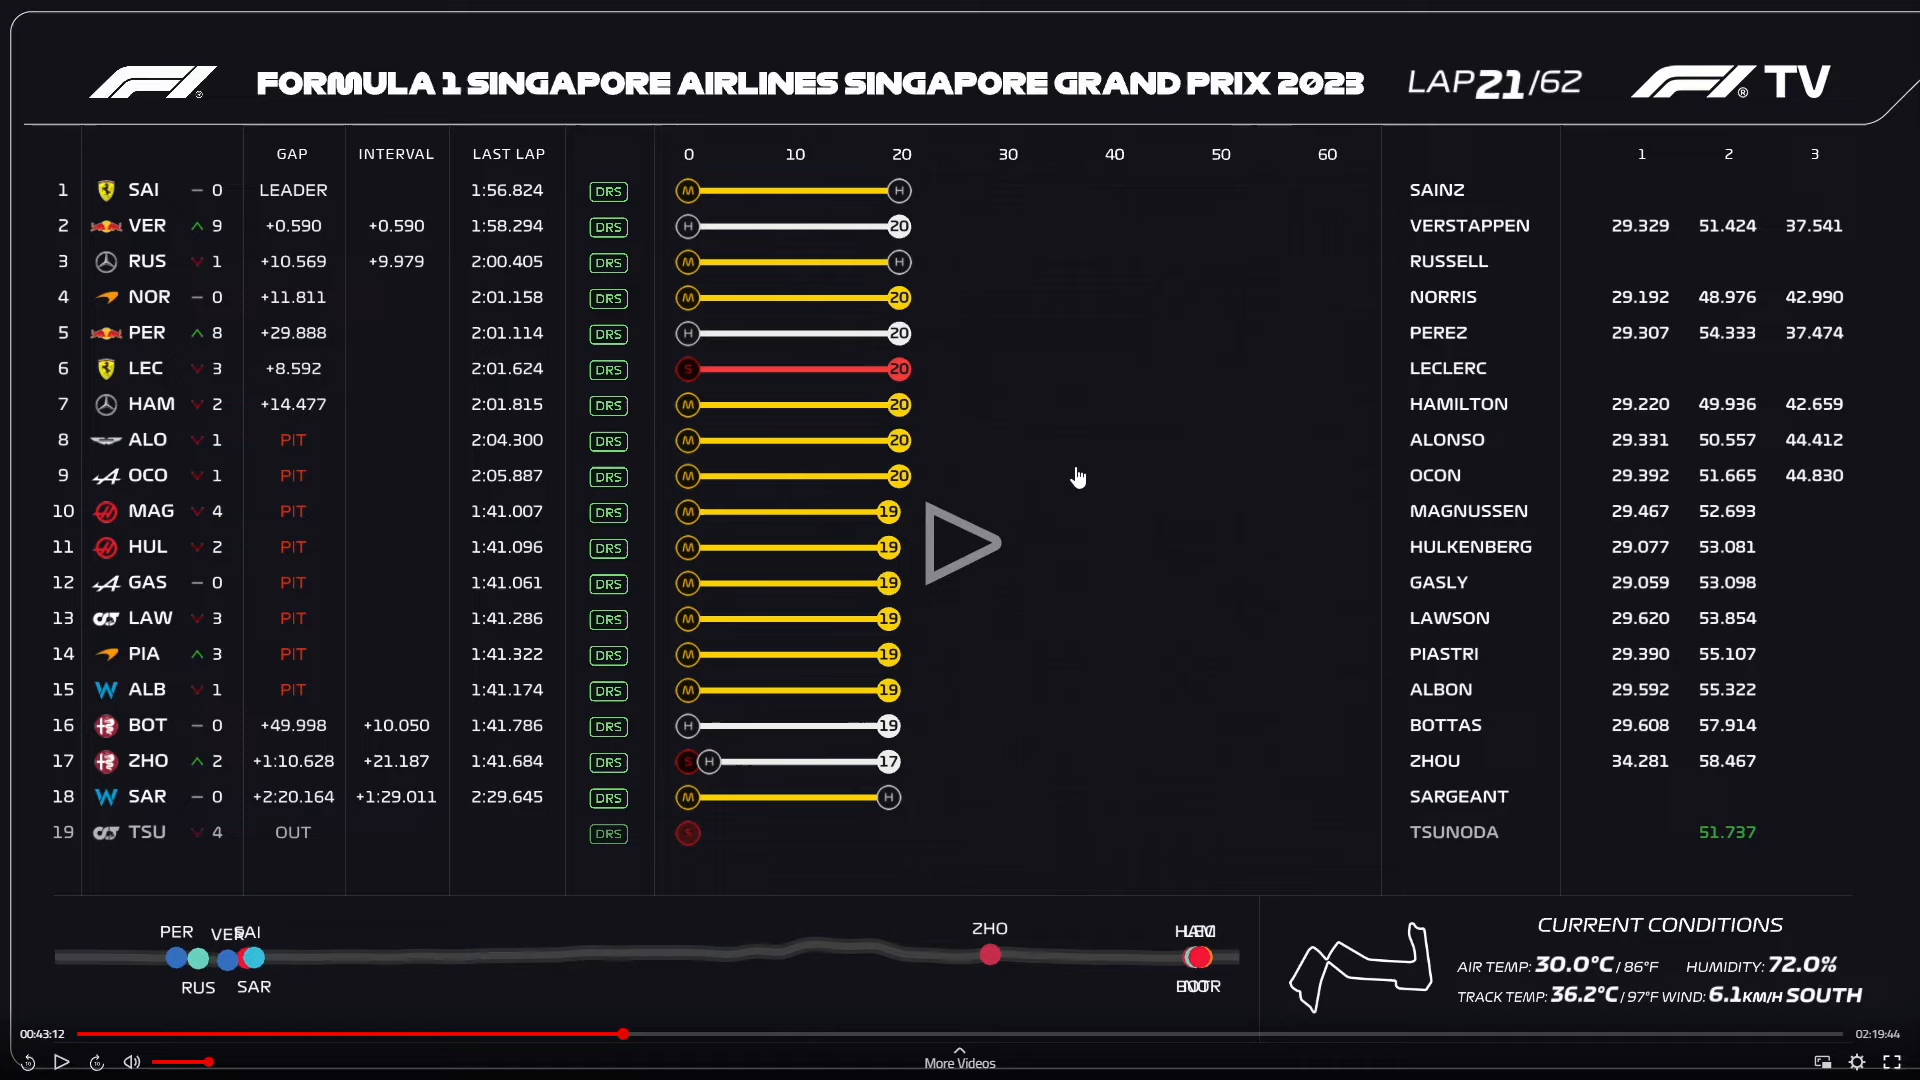 F1 FORMULA 1 SINGAPORE AIRLINES SINGAPORE GRAND PRIX 2023 LAP 21/62 F1® TV
GAP INTERVAL LAST LAP 0 10 20 30 40 50 60 1 2 3
1 SAI 0 LEADER 1:56.824 DRS M H SAINZ
2 VER 9 +0.590 +0.590 1:58.294 DRS H 20 VERSTAPPEN 29.329 51.424 37.541
3 RUS 1 +10.569 +9.979 2:00.405 DRS M H RUSSELL
4 NOR 0 +11.811 2:01.158 DRS M 20 NORRIS 29.192 48.976 42.990
5 PER 8 +29.888 2:01.114 DRS H 20 PEREZ 29.307 54.333 37.474
6 LEC 3 +8.592 2:01.624 DRS S 20 LECLERC
7 HAM 2 +14.477 2:01.815 DRS M 20 HAMILTON 29.220 49.936 42.659
8 ALO 1 PIT 2:04.300 DRS M 20 ALONSO 29.331 50.557 44.412
9 OCO 1 PIT 2:05.887 DRS M 20 OCON 29.392 51.665 44.830
10 MAG 4 PIT 1:41.007 DRS M 19 MAGNUSSEN 29.467 52.693
11 HUL 2 PIT 1:41.096 DRS M 19 HULKENBERG 29.077 53.081
12 GAS 0 PIT 1:41.061 DRS M 19 GASLY 29.059 53.098
13 LAW 3 PIT 1:41.286 DRS M 19 LAWSON 29.620 53.854
14 PIA 3 PIT 1:41.322 DRS M 19 PIASTRI 29.390 55.107
15 ALB 1 PIT 1:41.174 DRS M 19 ALBON 29.592 55.322
16 BOT 0 +49.998 +10.050 1:41.786 DRS H 19 BOTTAS 29.608 57.914
17 ZHO 2 +1:10.628 +21.187 1:41.684 DRS S H 17 ZHOU 34.281 58.467
18 SAR 0 +2:20.164 +1:29.011 2:29.645 DRS M H SARGEANT
19 TSU 4 OUT DRS S TSUNODA 51.737
PER VER SAI ZHO
RUS SAR
CURRENT CONDITIONS
AIR TEMP: 30.0°C / 86°F HUMIDITY: 72.0%
TRACK TEMP: 36.2°C / 97°F WIND: 6.1KM/H SOUTH
00:43:12 02:19:44
More Videos